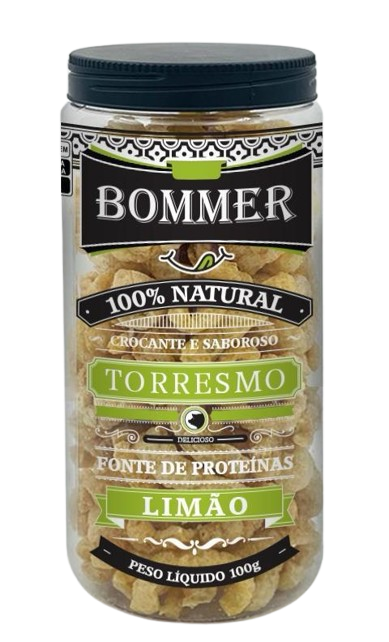 BOMMER
100% NATURAL
CROCANTE E SABOROSO
TORRESMO
DELICIOSO
FONTE DE PROTEÍNAS
LIMÃO
PESO LÍQUIDO 100g